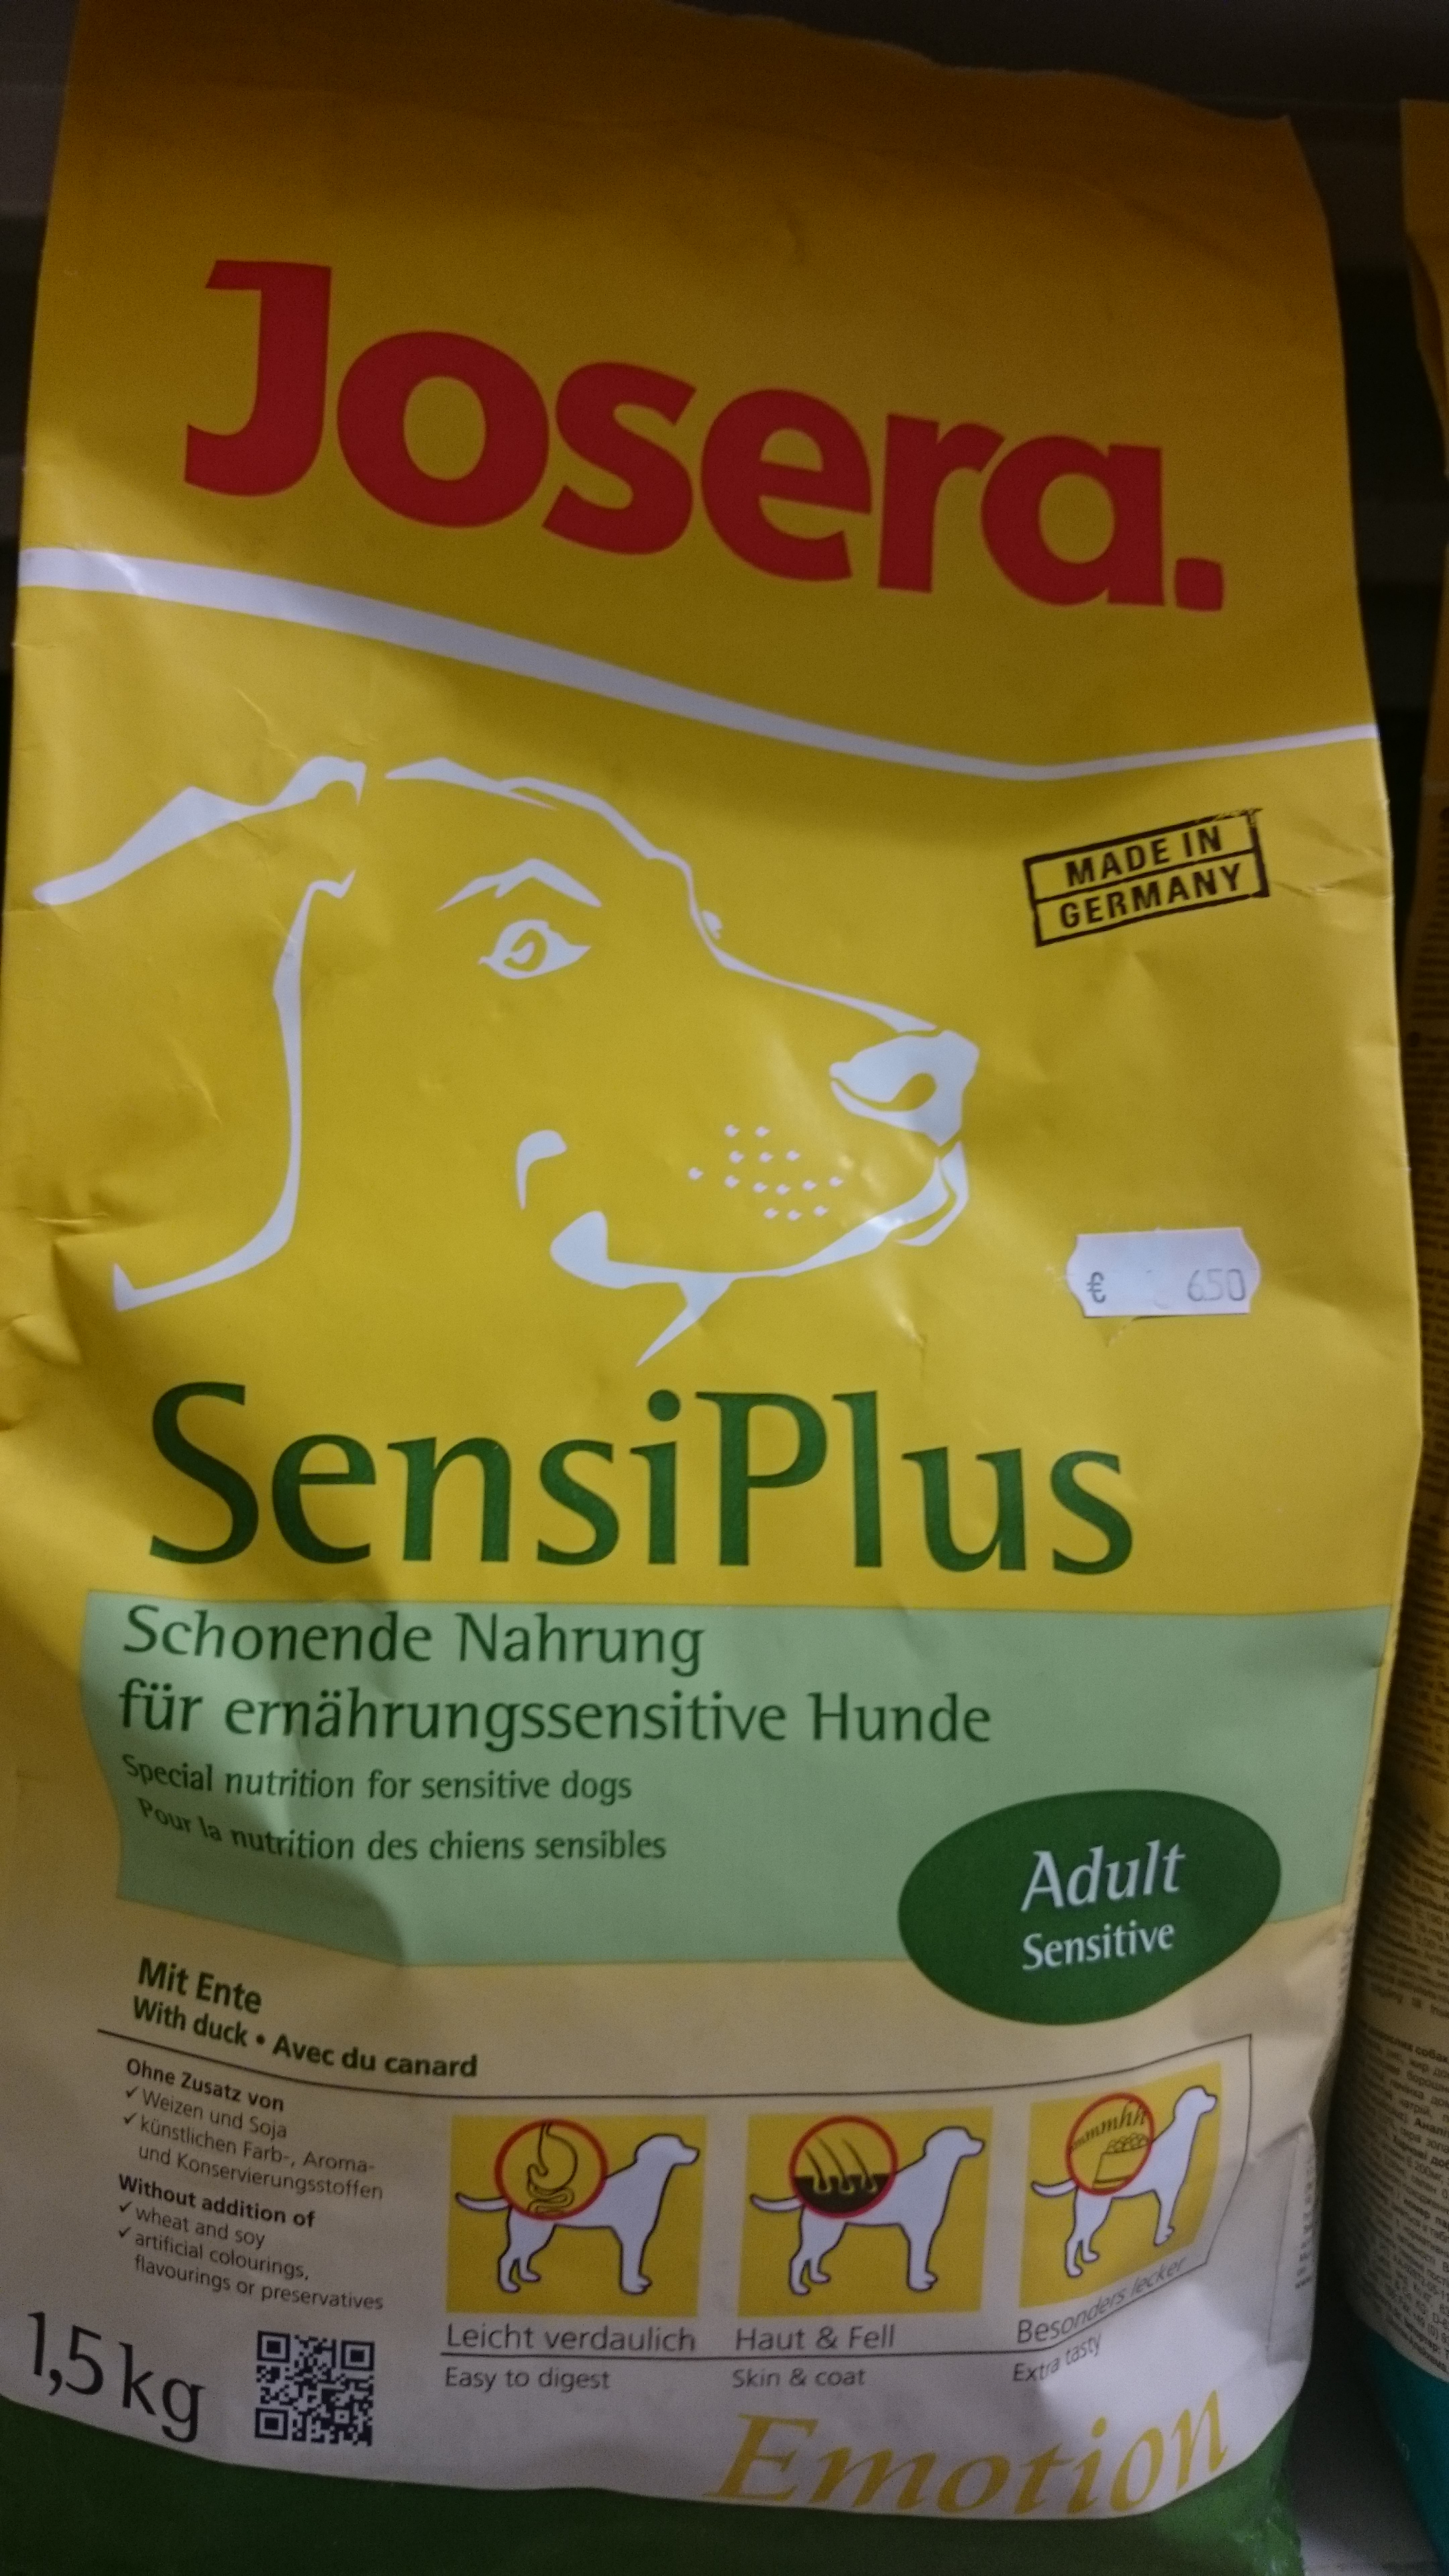 Josera.
MADE IN
GERMANY
€ 6.50
SensiPlus
Schonende Nahrung
für ernährungssensitive Hunde
Special nutrition for sensitive dogs
Pour la nutrition des chiens sensibles
Adult
Sensitive
Mit Ente
With duck • Avec du canard
Ohne Zusatz von
✓ Weizen und Soja
✓ künstlichen Farb-, Aroma-
und Konservierungsstoffen
Without addition of
✓ wheat and soy
✓ artificial colourings,
flavourings or preservatives
mmmhh
Leicht verdaulich
Easy to digest
Haut & Fell
Skin & coat
Besonders lecker
Extra tasty
1,5 kg
Emotion